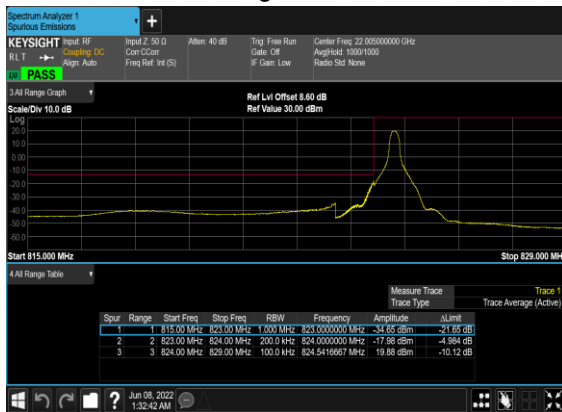 Spectrum Analyzer 1
Spurious Emissions
+
KEYSIGHT Input: RF Input Z: 50 Ω Atten: 40 dB Trig: Free Run Center Freq: 22.005000000 GHz
RLT Coupling: DC Corr CCorr Gate: Off Avg|Hold: 1000/1000
Align: Auto Freq Ref: Int (S) IF Gain: Low Radio Std: None
PASS
3 All Range Graph
Ref Lvl Offset 8.60 dB
Scale/Div 10.0 dB Ref Value 30.00 dBm
Log
20.0
10.0
0.00
-10.0
-20.0
-30.0
-40.0
-50.0
-60.0
Start 815.000 MHz Stop 829.000 MH
4 All Range Table
Measure Trace Trace 1
Trace Type Trace Average (Active)
Spur Range Start Freq Stop Freq RBW Frequency Amplitude ΔLimit
1 1 815.00 MHz 823.00 MHz 1.000 MHz 823.0000000 MHz -34.65 dBm -21.65 dB
2 2 823.00 MHz 824.00 MHz 200.0 kHz 824.0000000 MHz -17.98 dBm -4.984 dB
3 3 824.00 MHz 829.00 MHz 100.0 kHz 824.5416667 MHz 19.88 dBm -10.12 dB
?
Jun 08, 2022
1:32:42 AM